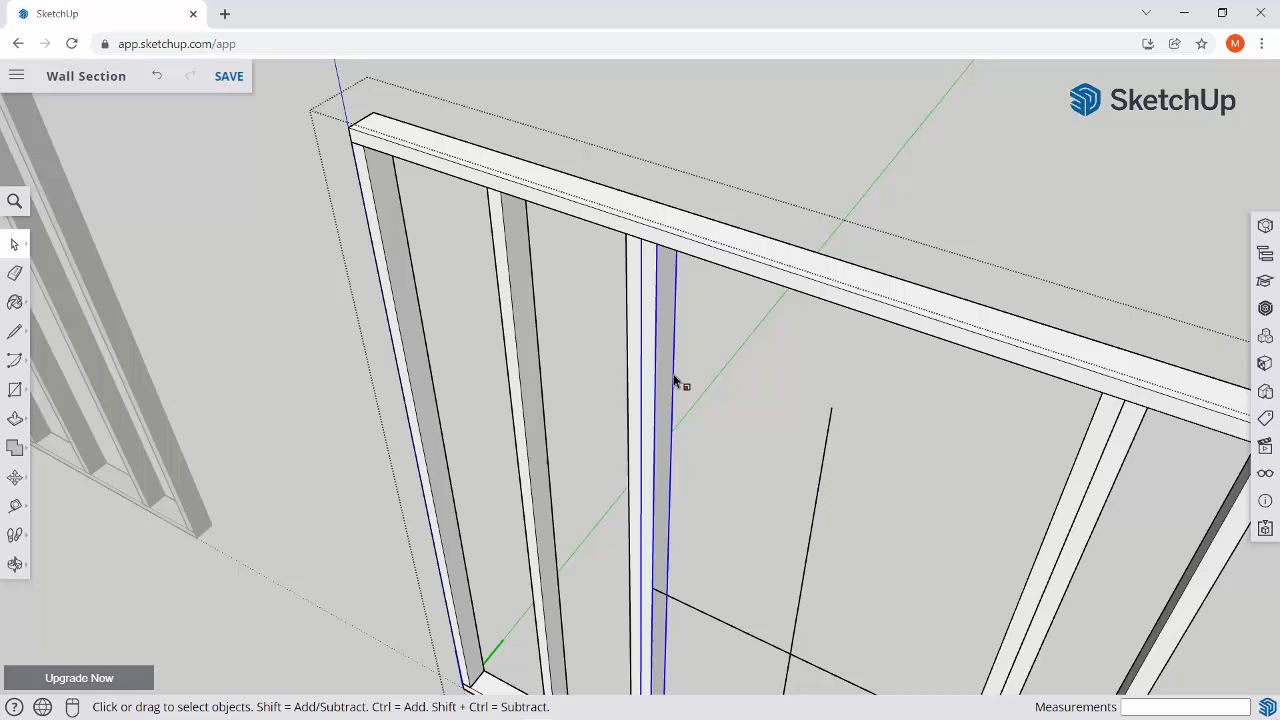 SketchUp
app.sketchup.com/app
M
Wall Section
SAVE
SketchUp
Upgrade Now
Click or drag to select objects. Shift = Add/Subtract. Ctrl = Add. Shift + Ctrl = Subtract.
Measurements